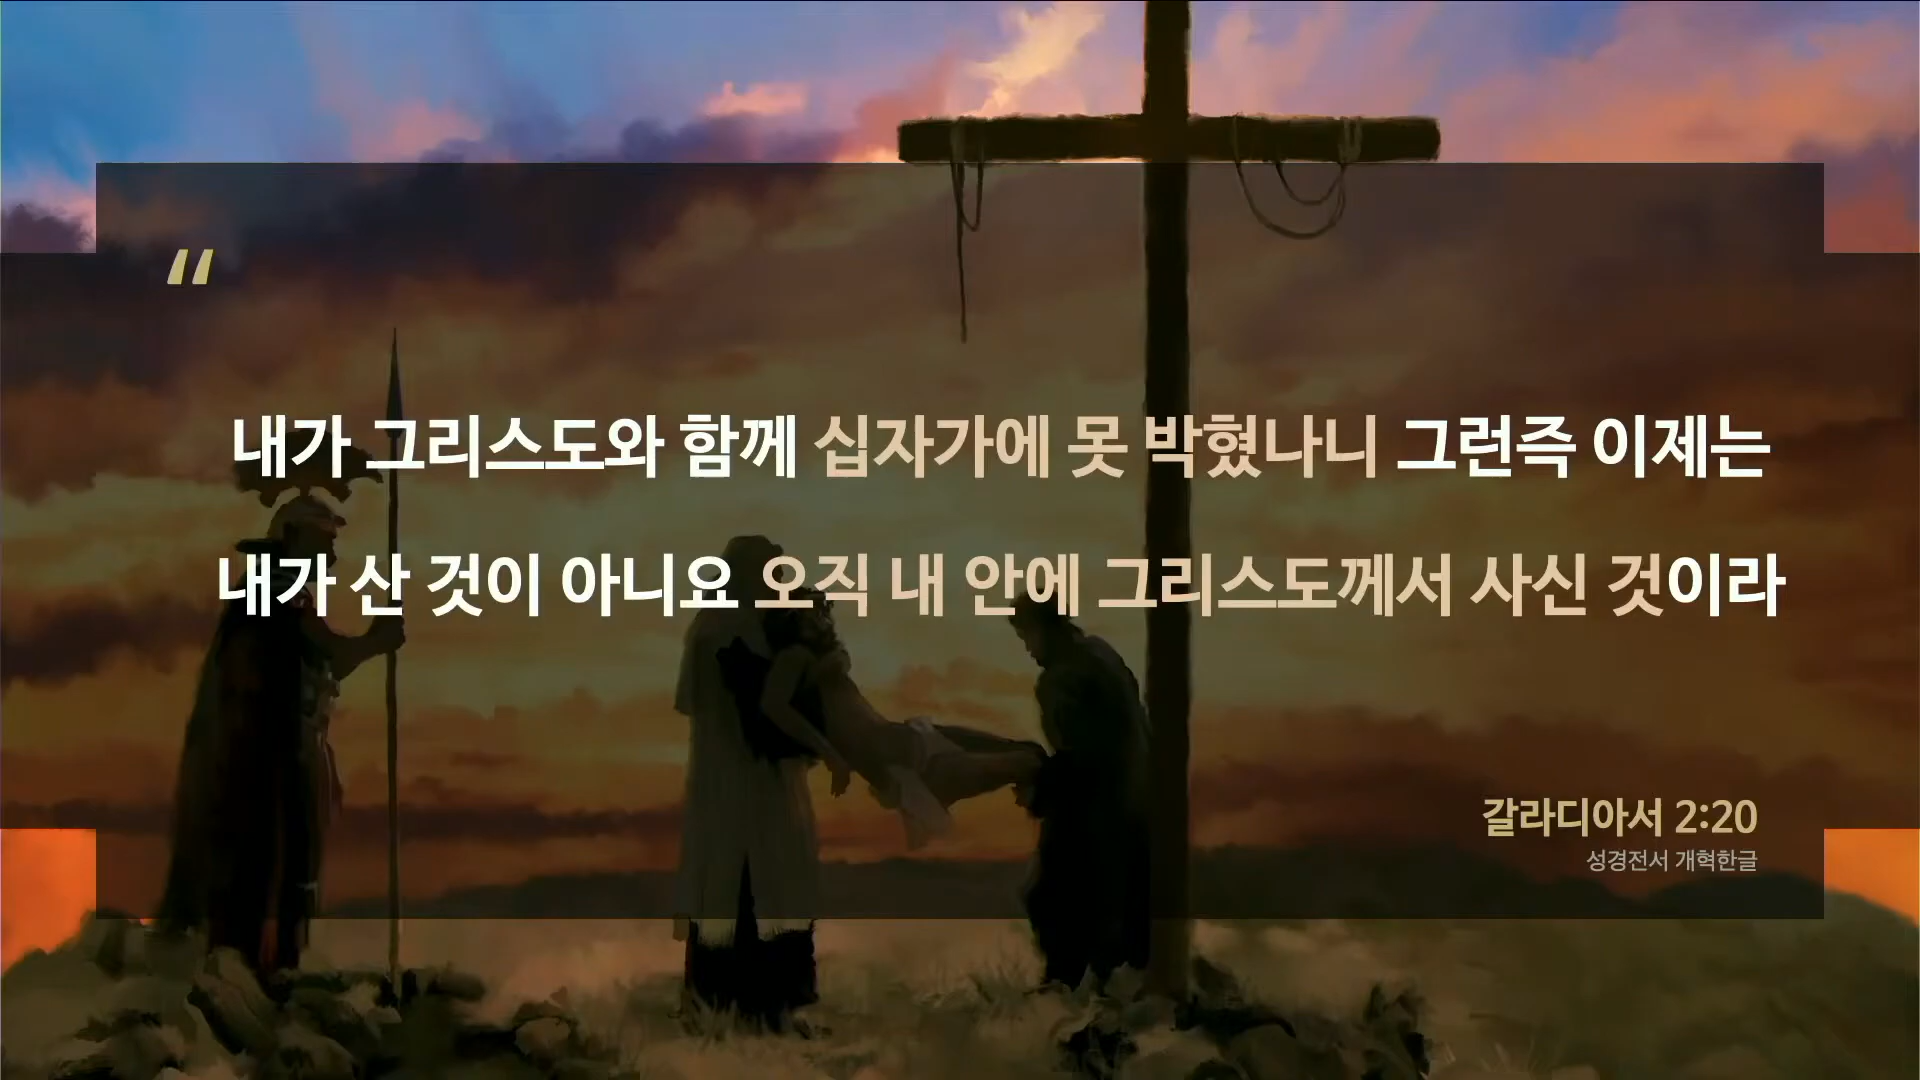 “
내가 그리스도와 함께 십자가에 못 박혔나니 그런즉 이제는
내가 산 것이 아니요 오직 내 안에 그리스도께서 사신 것이라
갈라디아서 2:20
성경전서 개혁한글